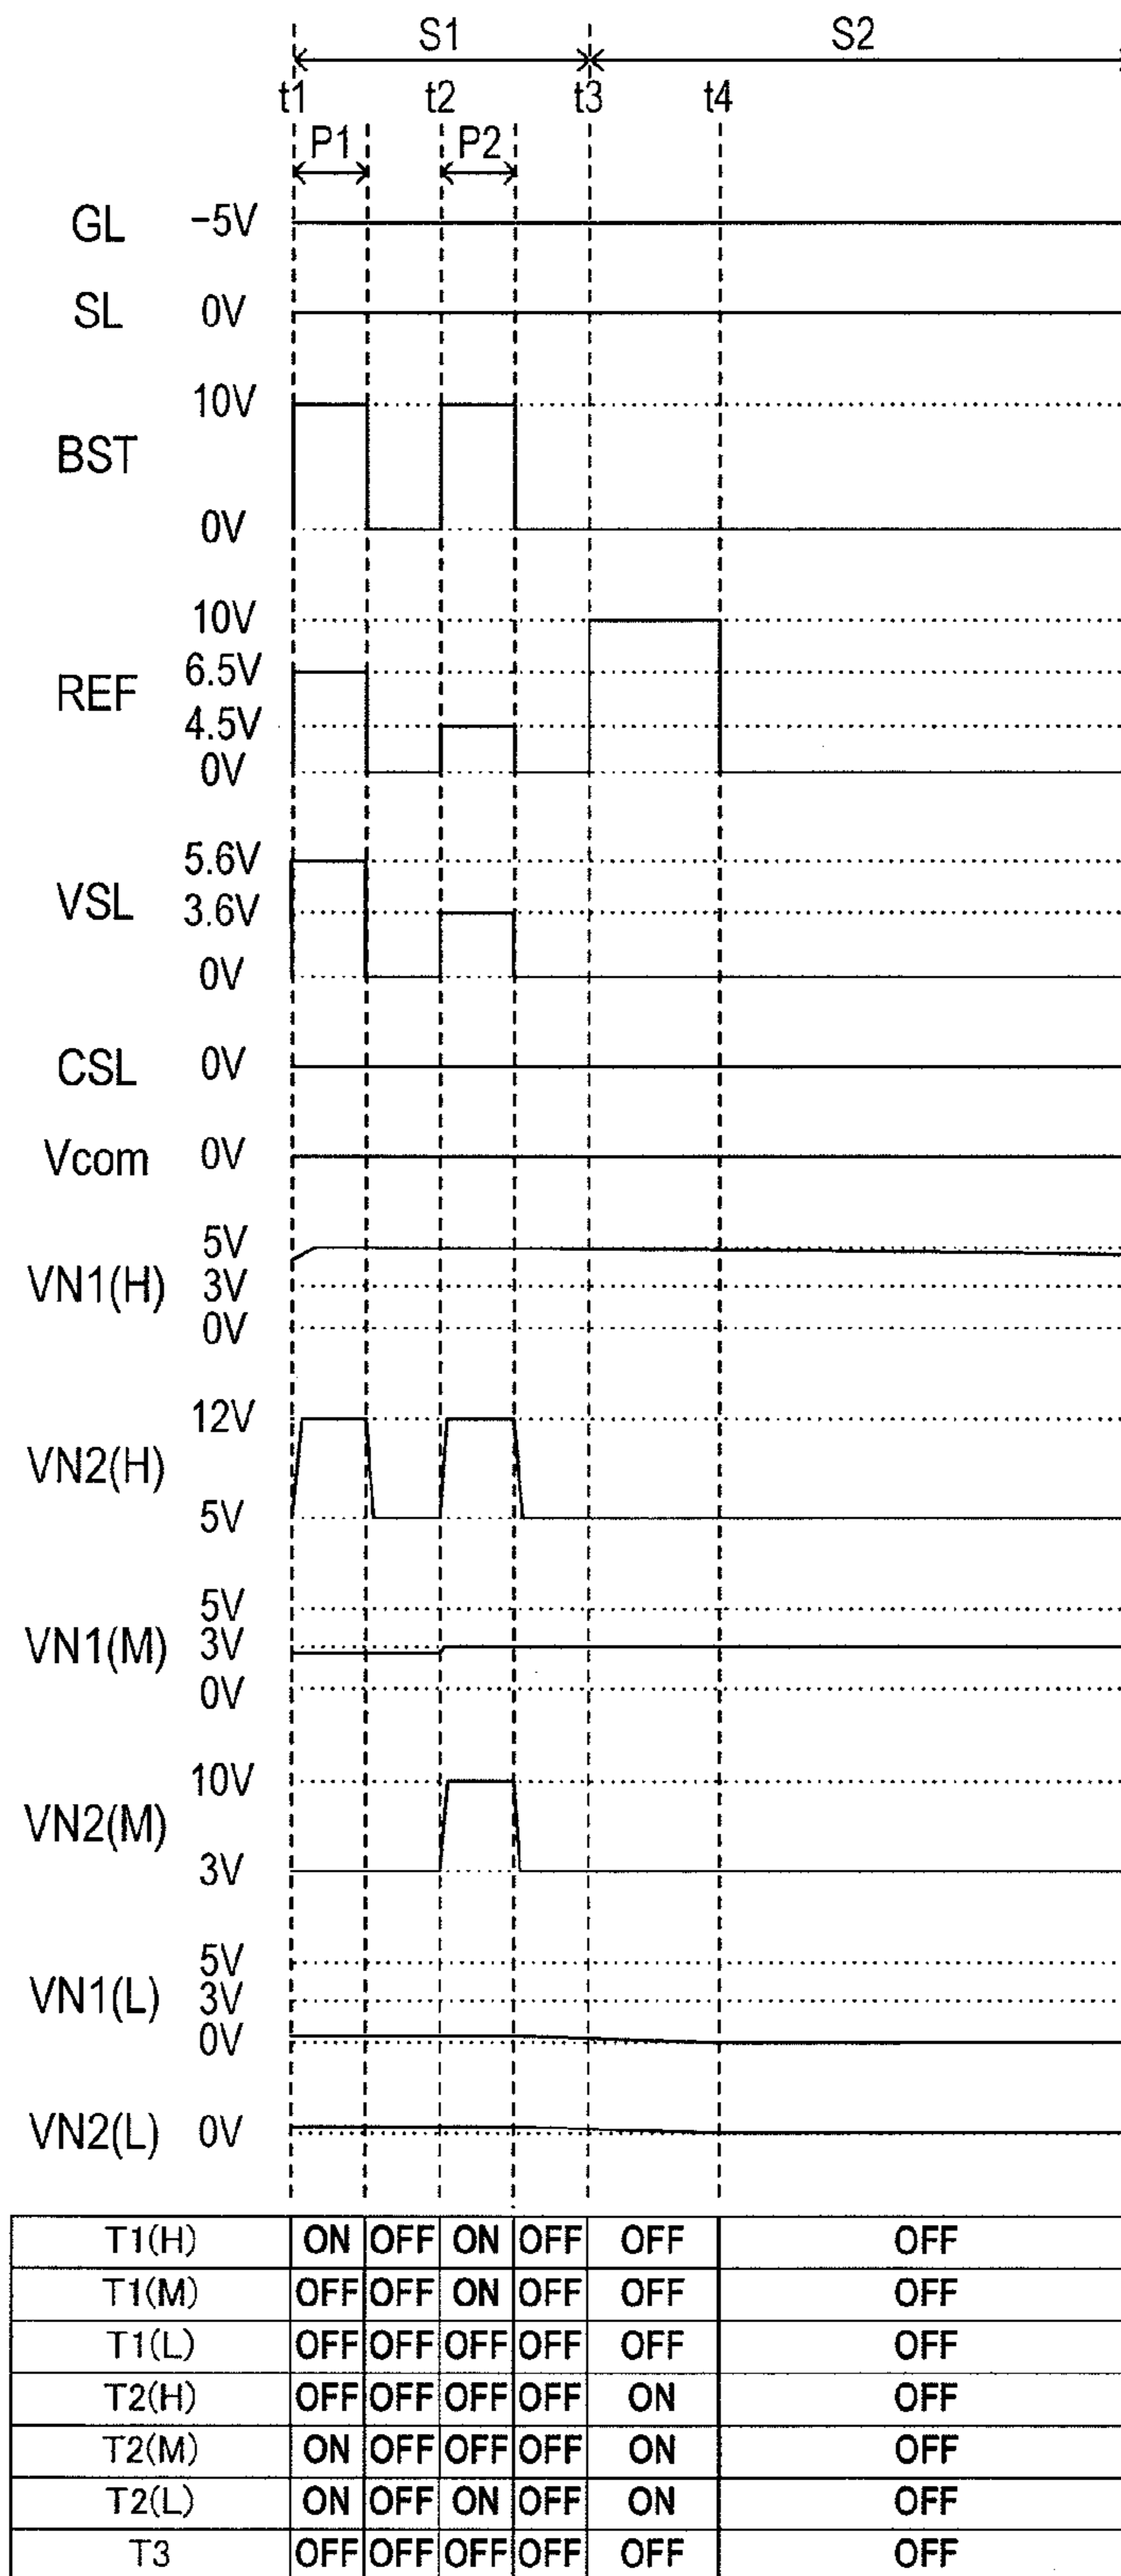 S1 S2
t1 t2 t3 t4
P1 P2
GL −5V
SL 0V
10V
BST
0V
10V
6.5V
REF
4.5V
0V
5.6V
VSL
3.6V
0V
CSL 0V
Vcom 0V
5V
VN1(H) 3V
0V
12V
VN2(H)
5V
5V
VN1(M) 3V
0V
10V
VN2(M)
3V
5V
VN1(L) 3V
0V
VN2(L) 0V
T1(H) ON OFF ON OFF OFF OFF
T1(M) OFF OFF ON OFF OFF OFF
T1(L) OFF OFF OFF OFF OFF OFF
T2(H) OFF OFF OFF OFF ON OFF
T2(M) ON OFF OFF OFF ON OFF
T2(L) ON OFF ON OFF ON OFF
T3 OFF OFF OFF OFF OFF OFF